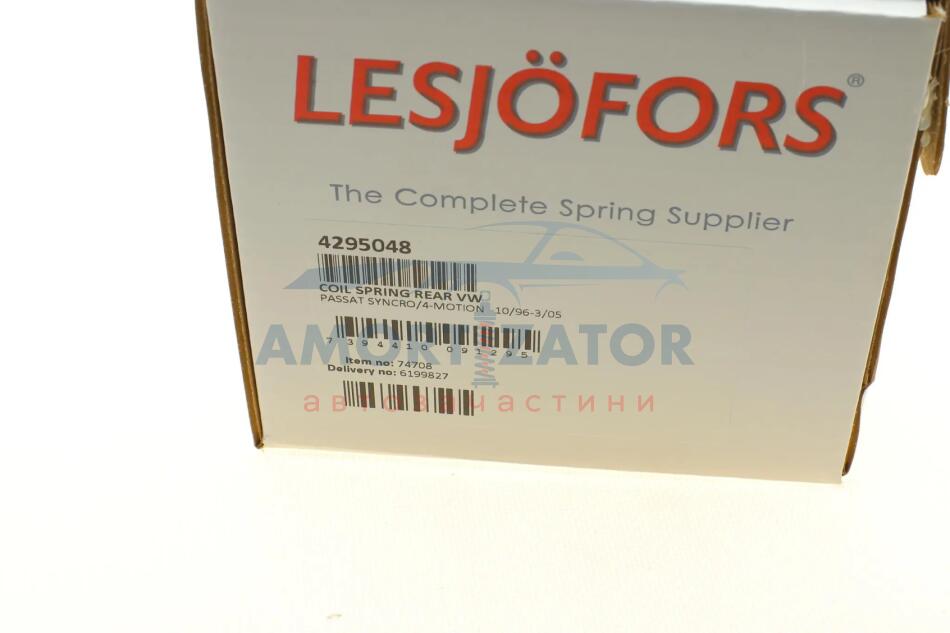 LESJÖFORS®
The Complete Spring Supplier
4295048
COIL SPRING REAR VW
PASSAT SYNCRO/4-MOTION -10/96-3/05
7 394410 091295
Item no: 74708
Delivery no: 6199827
AMORTIZATOR
автозапчастини